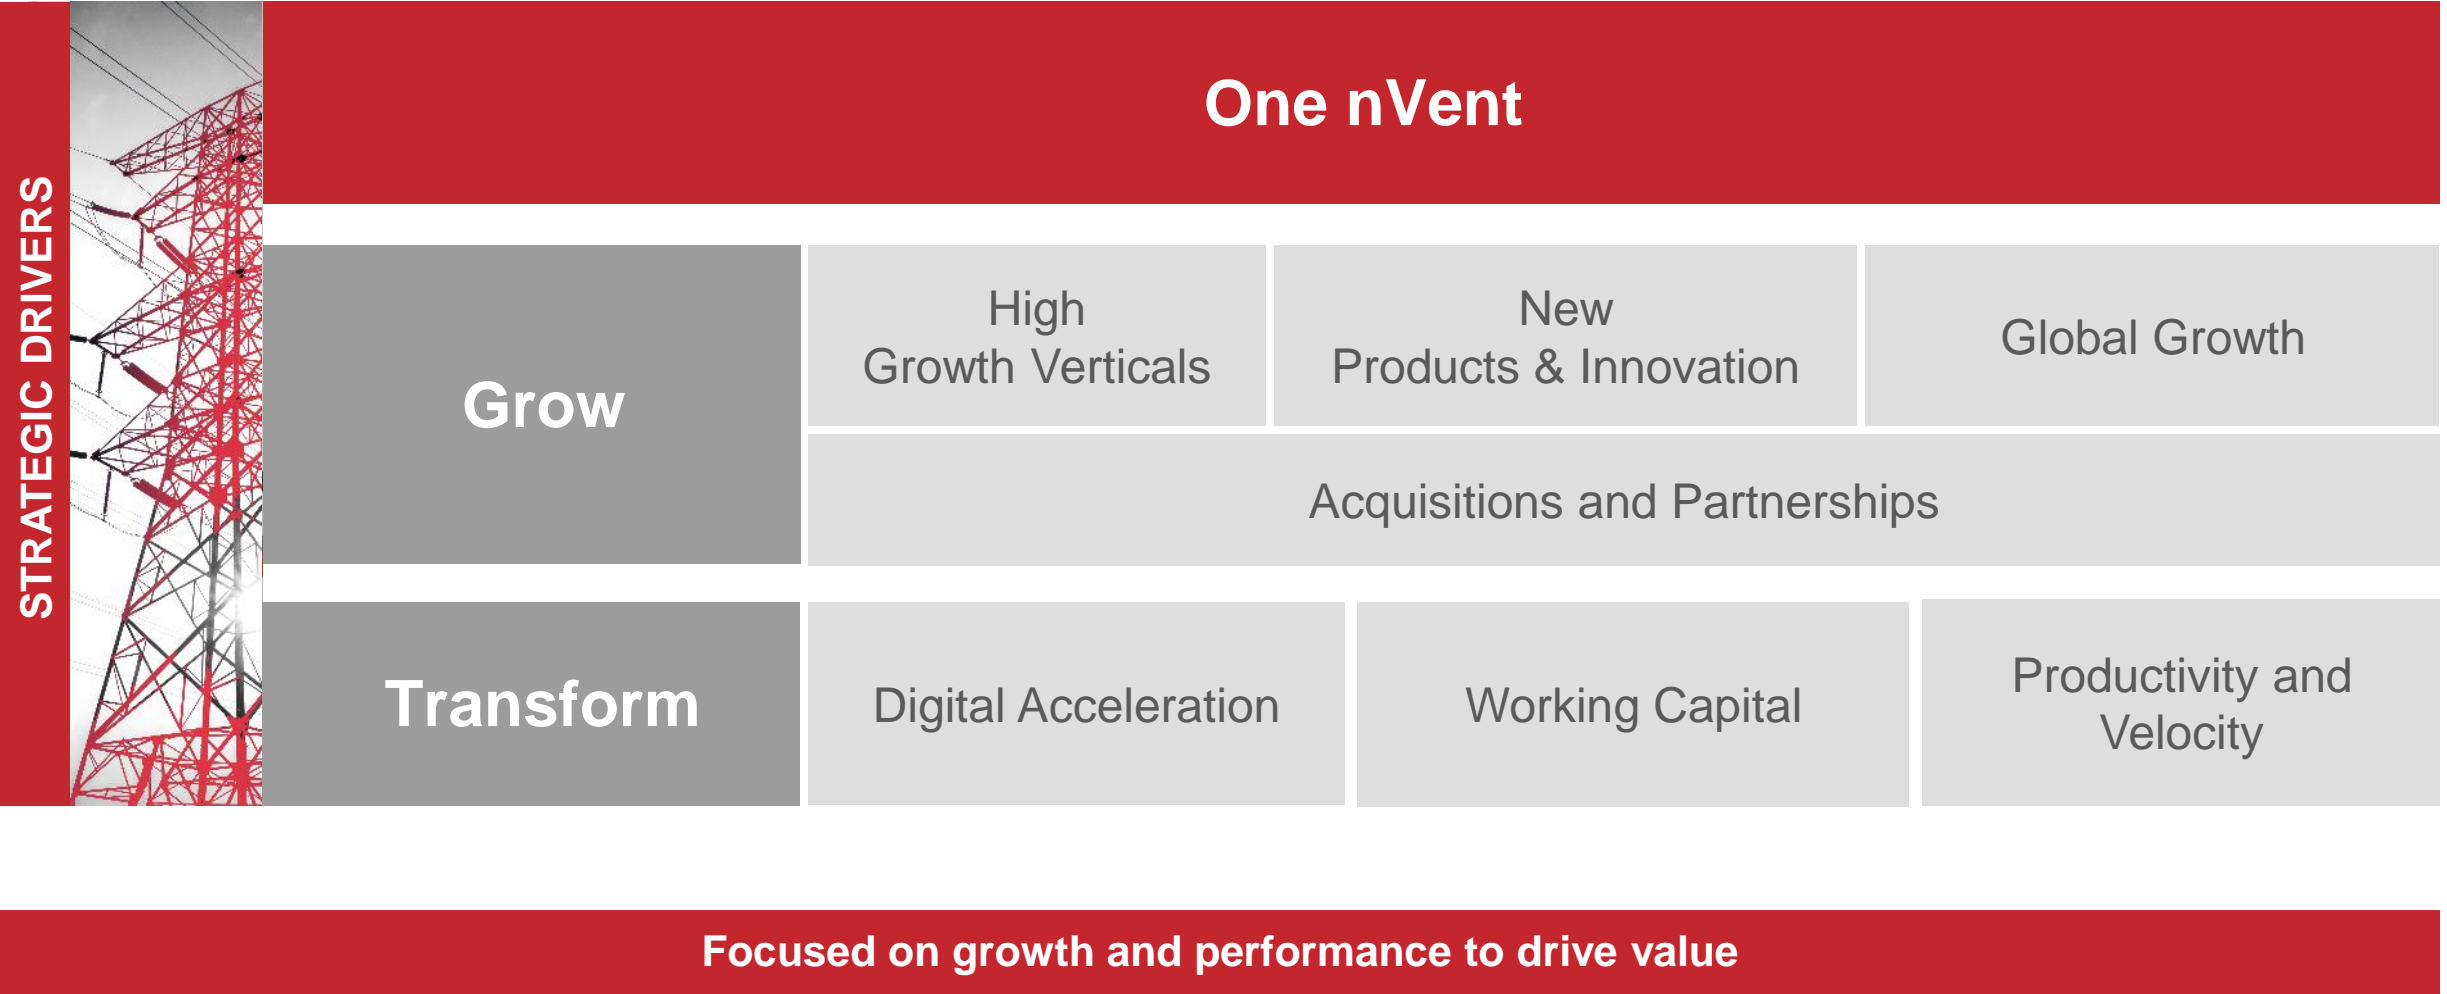 STRATEGIC DRIVERS
One nVent
Grow
High
Growth Verticals
New
Products & Innovation
Global Growth
Acquisitions and Partnerships
Transform
Digital Acceleration
Working Capital
Productivity and
Velocity
Focused on growth and performance to drive value